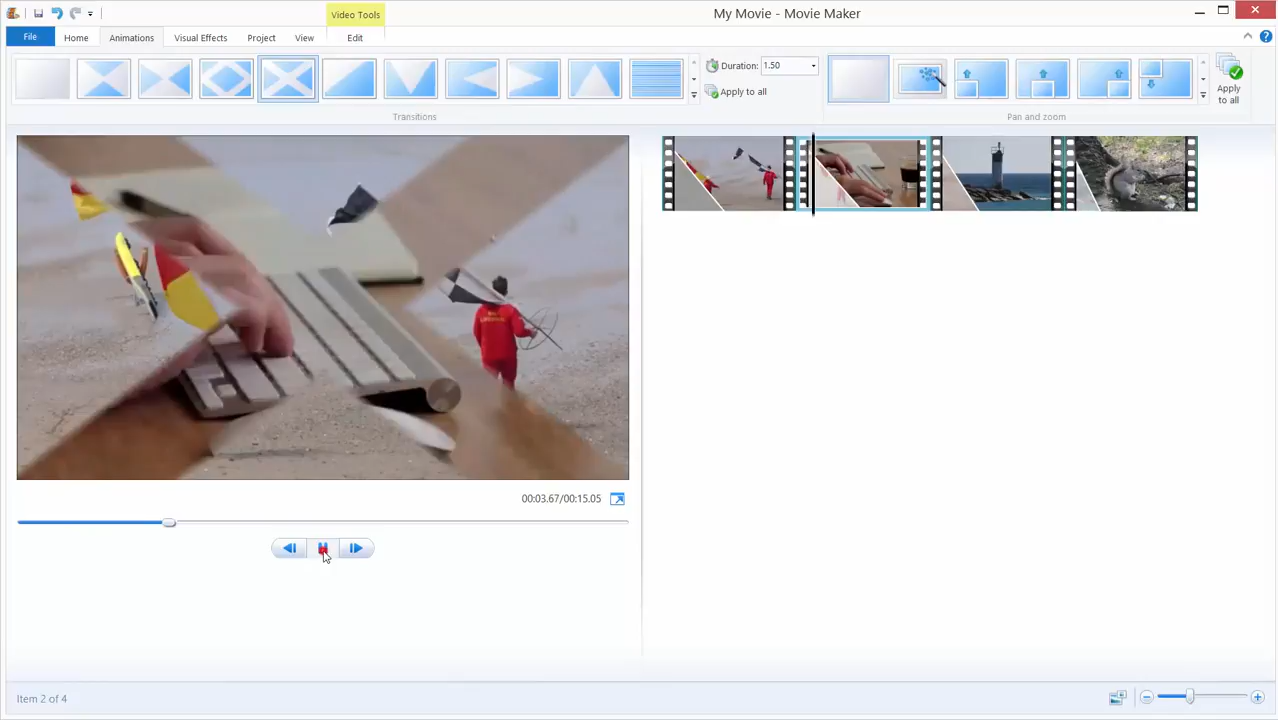 Video Tools
My Movie - Movie Maker
File
Home
Animations
Visual Effects
Project
View
Edit
Duration: 1.50
Apply to all
Apply
to all
Transitions
Pan and zoom
00:03.67/00:15.05
Item 2 of 4